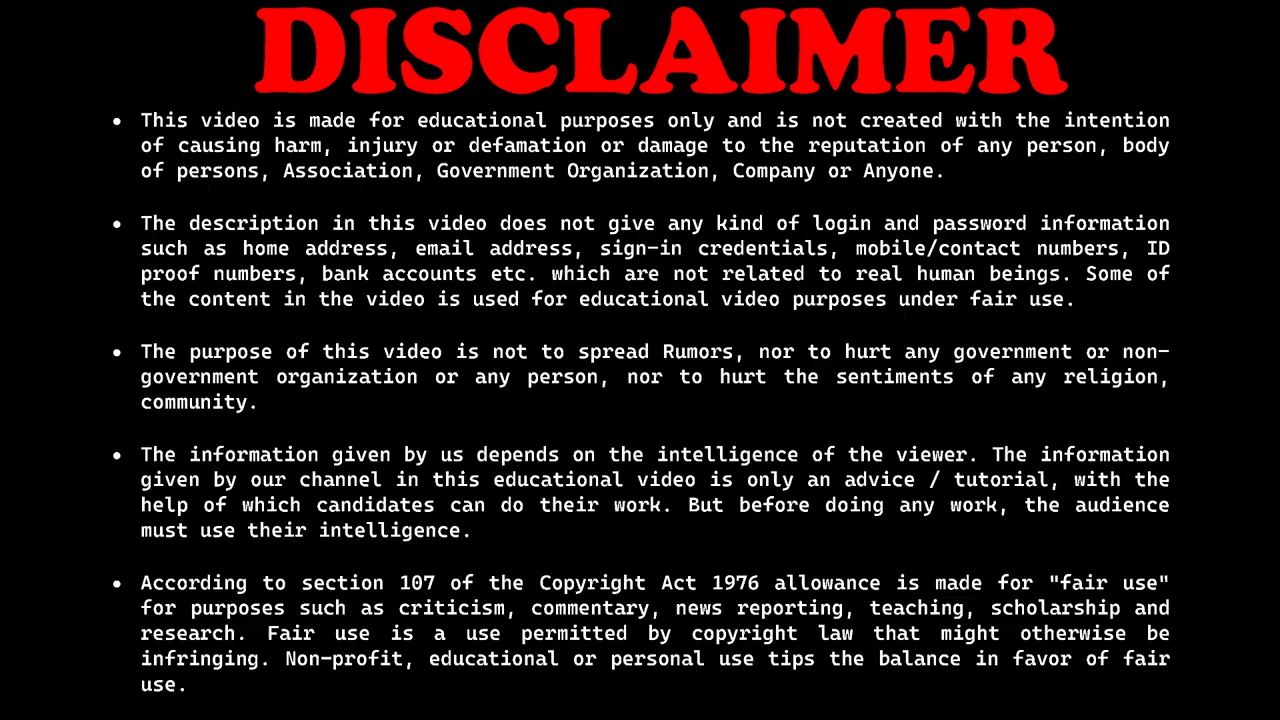 DISCLAIMER
• This video is made for educational purposes only and is not created with the intention
of causing harm, injury or defamation or damage to the reputation of any person, body
of persons, Association, Government Organization, Company or Anyone.
• The description in this video does not give any kind of login and password information
such as home address, email address, sign-in credentials, mobile/contact numbers, ID
proof numbers, bank accounts etc. which are not related to real human beings. Some of
the content in the video is used for educational video purposes under fair use.
• The purpose of this video is not to spread Rumors, nor to hurt any government or non-
government organization or any person, nor to hurt the sentiments of any religion,
community.
• The information given by us depends on the intelligence of the viewer. The information
given by our channel in this educational video is only an advice / tutorial, with the
help of which candidates can do their work. But before doing any work, the audience
must use their intelligence.
• According to section 107 of the Copyright Act 1976 allowance is made for "fair use"
for purposes such as criticism, commentary, news reporting, teaching, scholarship and
research. Fair use is a use permitted by copyright law that might otherwise be
infringing. Non-profit, educational or personal use tips the balance in favor of fair
use.